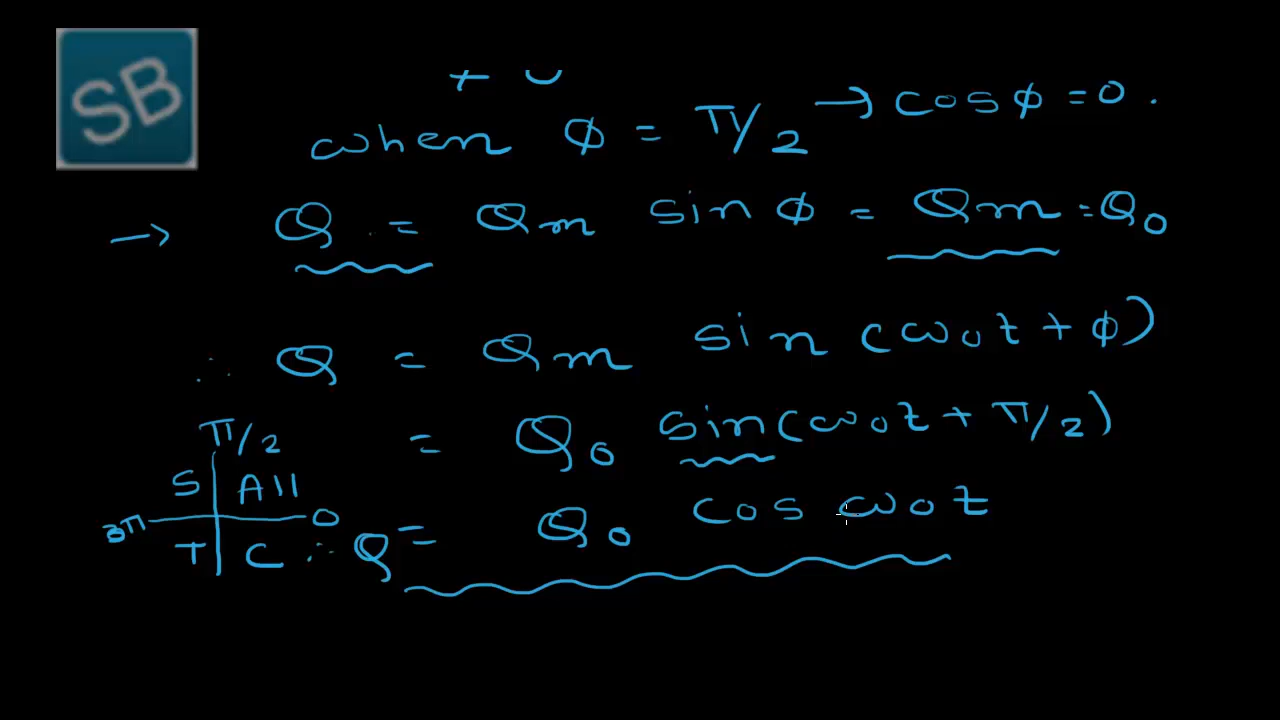 SB
when φ = π/2 → cosφ = 0 .
→ Q = Qm sin φ = Qm = Q0
∴ Q = Qm sin (ω0t + φ)
= Q0 sin(ω0t + π/2)
∴ Q = Q0 cos ω0t
π/2
S All
3π 0
T C